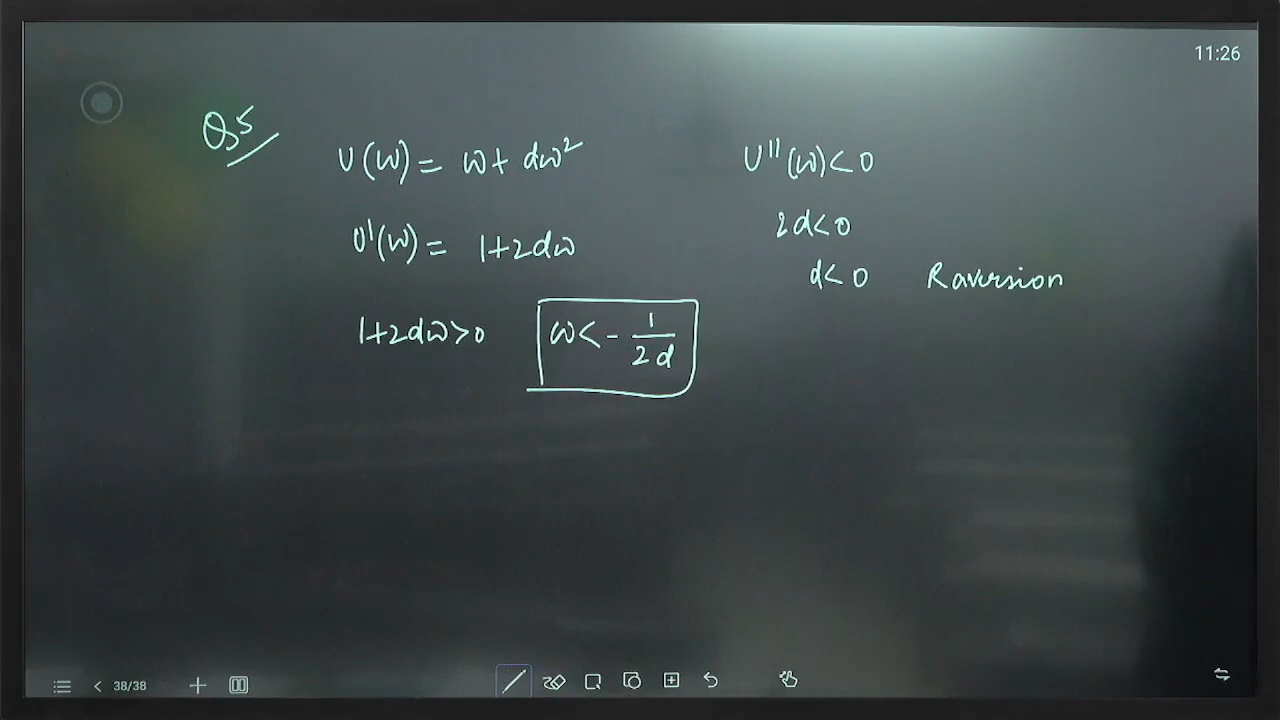 11:26
Q5
U(w) = w + dw²
U'(w) = 1+2dw
1+2dw>0 w< - 1/2d
U''(w)<0
2d<0
d<0 Raversion
38/38